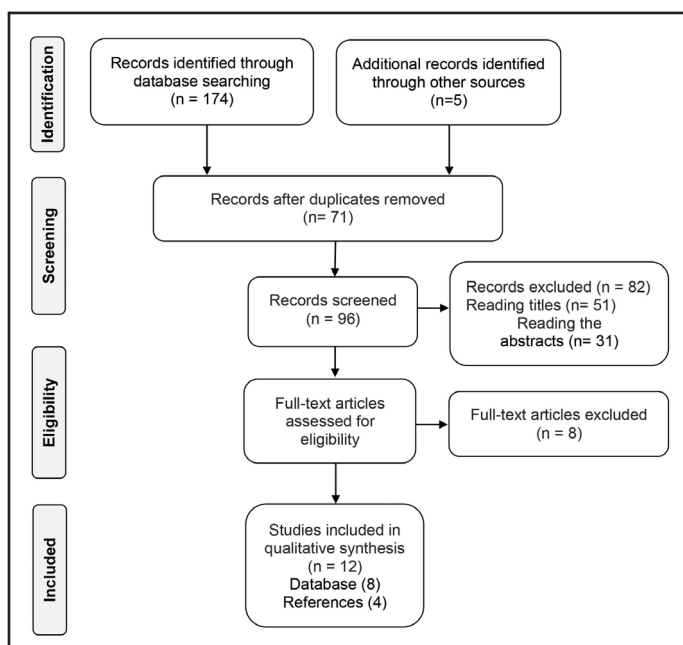 Identification
Records identified through
database searching
(n = 174)
Additional records identified
through other sources
(n=5)
Screening
Records after duplicates removed
(n= 71)
Records screened
(n = 96)
Records excluded (n = 82)
Reading titles (n= 51)
Reading the
abstracts (n= 31)
Eligibility
Full-text articles
assessed for
eligibility
Full-text articles excluded
(n = 8)
Included
Studies included in
qualitative synthesis
(n = 12)
Database (8)
References (4)